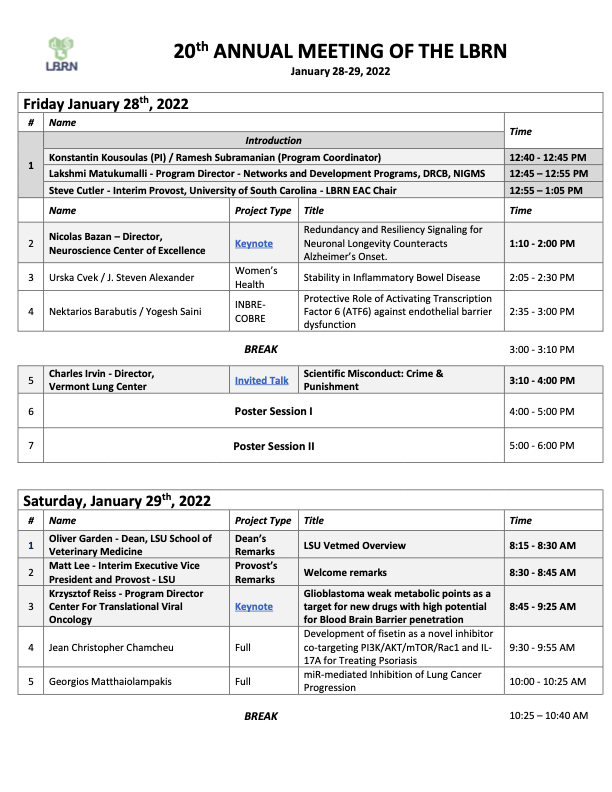 LBRN
20th ANNUAL MEETING OF THE LBRN
January 28-29, 2022
Friday January 28th, 2022
# Name Time
Introduction
1
Konstantin Kousoulas (PI) / Ramesh Subramanian (Program Coordinator) 12:40 - 12:45 PM
Lakshmi Matukumalli - Program Director - Networks and Development Programs, DRCB, NIGMS 12:45 – 12:55 PM
Steve Cutler - Interim Provost, University of South Carolina - LBRN EAC Chair 12:55 – 1:05 PM
Name Project Type Title Time
2 Nicolas Bazan – Director,
Neuroscience Center of Excellence
Keynote
Redundancy and Resiliency Signaling for
Neuronal Longevity Counteracts
Alzheimer's Onset.
1:10 - 2:00 PM
3 Urska Cvek / J. Steven Alexander
Women's
Health
Stability in Inflammatory Bowel Disease
2:05 - 2:30 PM
4 Nektarios Barabutis / Yogesh Saini
INBRE-
COBRE
Protective Role of Activating Transcription
Factor 6 (ATF6) against endothelial barrier
dysfunction
2:35 - 3:00 PM
BREAK 3:00 - 3:10 PM
5 Charles Irvin - Director,
Vermont Lung Center
Invited Talk
Scientific Misconduct: Crime &
Punishment
3:10 - 4:00 PM
6 Poster Session I 4:00 - 5:00 PM
7 Poster Session II 5:00 - 6:00 PM
Saturday, January 29th, 2022
# Name Project Type Title Time
1 Oliver Garden - Dean, LSU School of
Veterinary Medicine
Dean's
Remarks
LSU Vetmed Overview
8:15 - 8:30 AM
2 Matt Lee - Interim Executive Vice
President and Provost - LSU
Provost's
Remarks
Welcome remarks
8:30 - 8:45 AM
3 Krzysztof Reiss - Program Director
Center For Translational Viral
Oncology
Keynote
Glioblastoma weak metabolic points as a
target for new drugs with high potential
for Blood Brain Barrier penetration
8:45 - 9:25 AM
4 Jean Christopher Chamcheu
Full
Development of fisetin as a novel inhibitor
co-targeting PI3K/AKT/mTOR/Rac1 and IL-
17A for Treating Psoriasis
9:30 - 9:55 AM
5 Georgios Matthaiolampakis
Full
miR-mediated Inhibition of Lung Cancer
Progression
10:00 - 10:25 AM
BREAK 10:25 – 10:40 AM